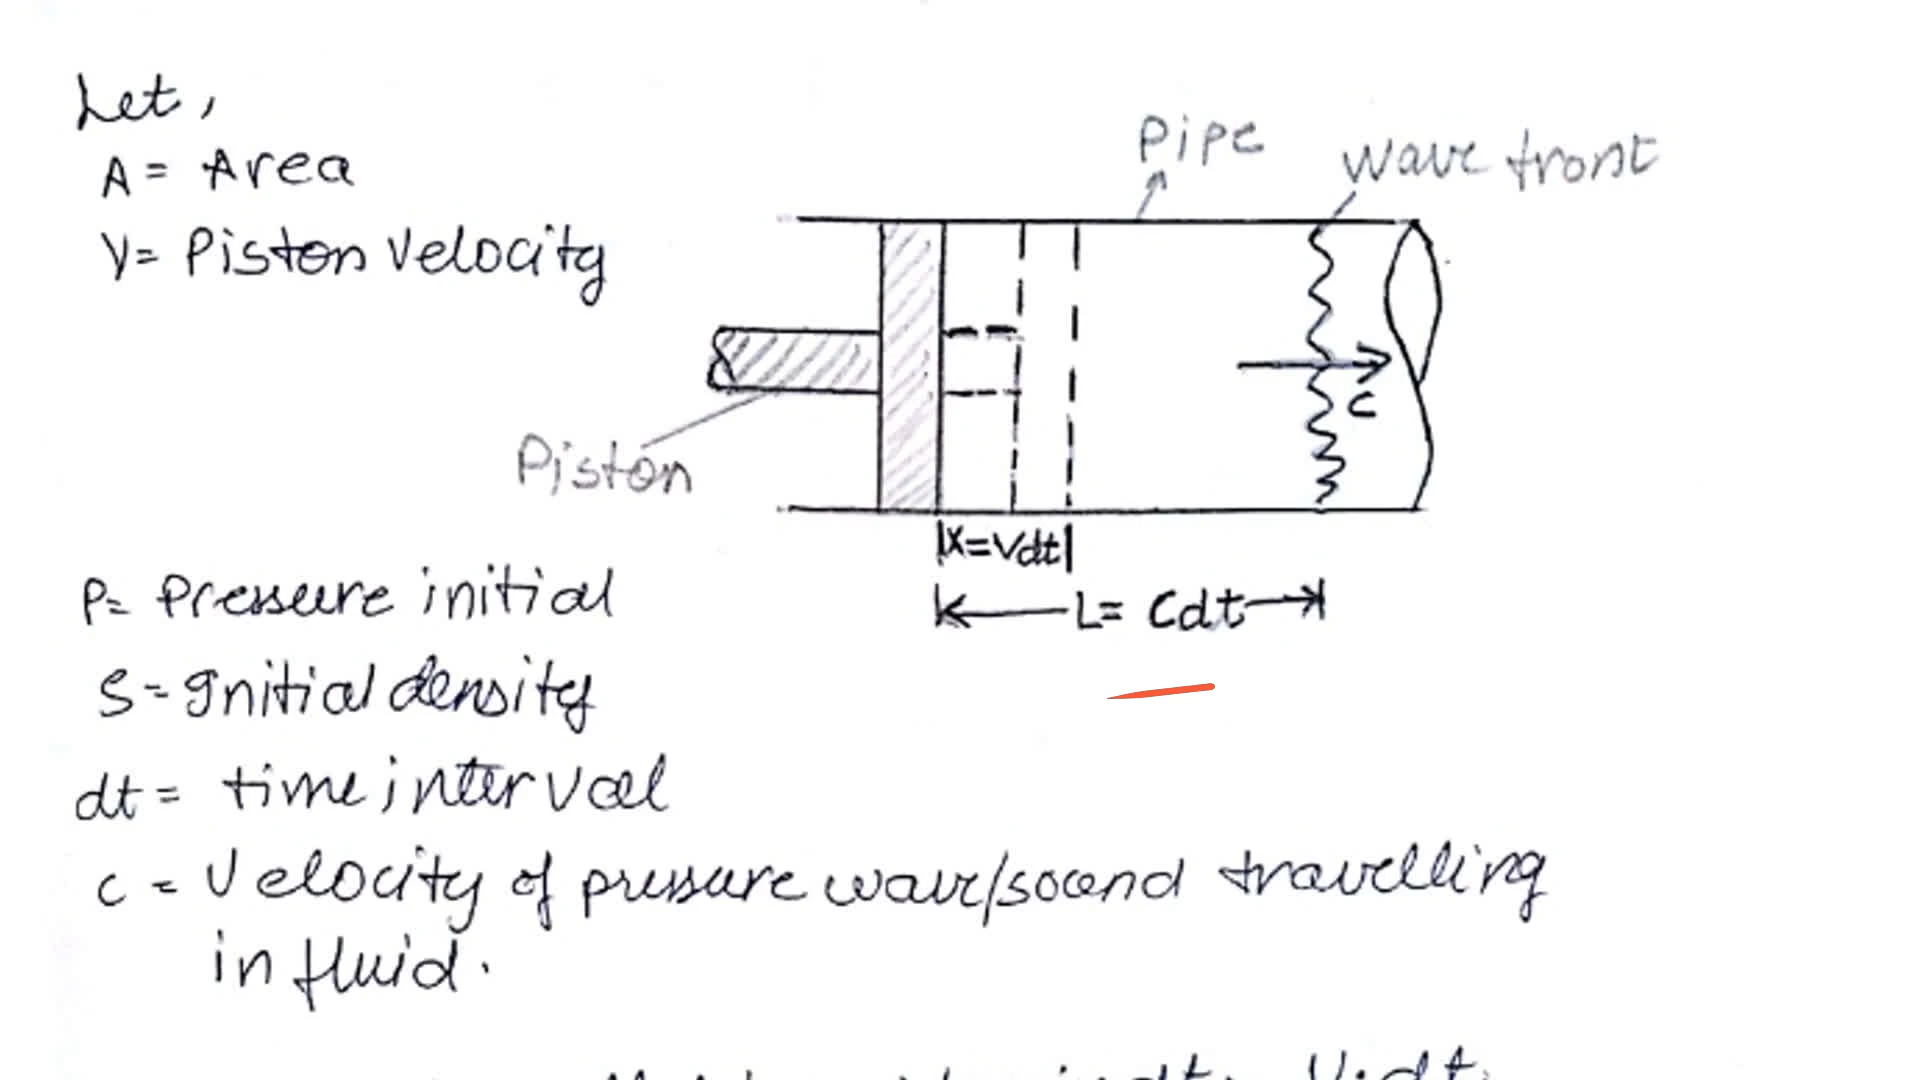 Let,
A = Area
V= Piston Velocity
Pipe
wave front
C
Piston
X=Vdt
L= Cdt
P= Pressure initial
S= Initial density
dt = time interval
C = Velocity of pressure wave/sound travelling
in fluid.